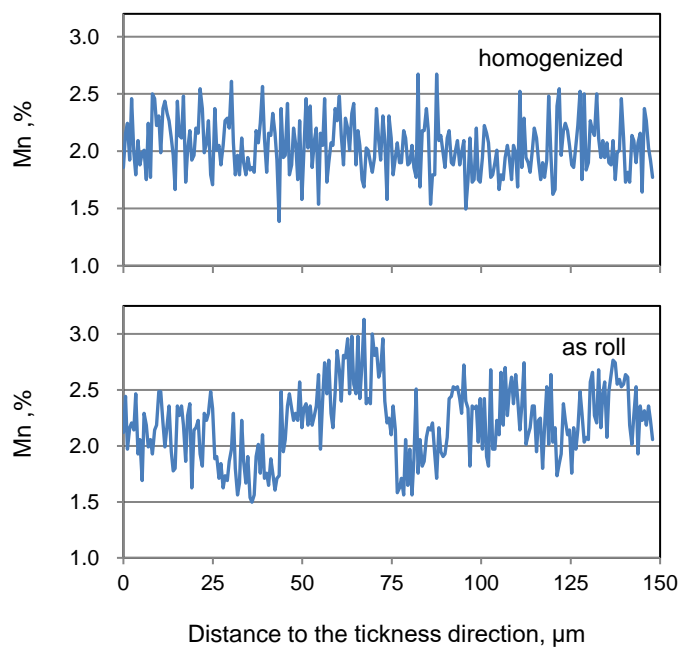 3.0
homogenized
2.5
Mn ,%
2.0
1.5
1.0
3.0
as roll
2.5
Mn ,%
2.0
1.5
1.0
0 25 50 75 100 125 150
Distance to the tickness direction, µm